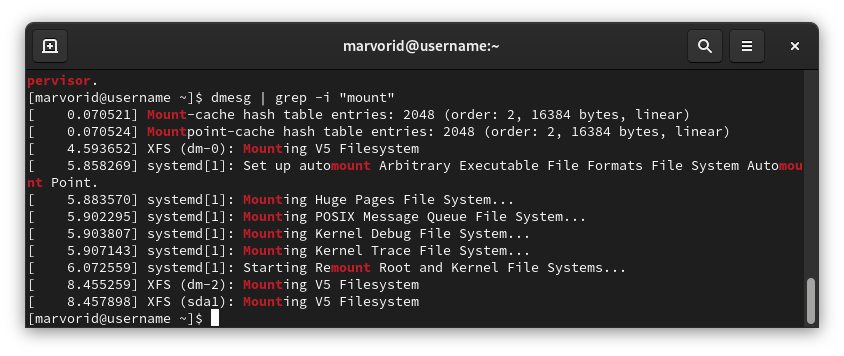 marvorid@username:~
pervisor.
[marvorid@username ~]$ dmesg | grep -i "mount"
[    0.070521] Mount-cache hash table entries: 2048 (order: 2, 16384 bytes, linear)
[    0.070524] Mountpoint-cache hash table entries: 2048 (order: 2, 16384 bytes, linear)
[    4.593652] XFS (dm-0): Mounting V5 Filesystem
[    5.858269] systemd[1]: Set up automount Arbitrary Executable File Formats File System Automou
nt Point.
[    5.883570] systemd[1]: Mounting Huge Pages File System...
[    5.902295] systemd[1]: Mounting POSIX Message Queue File System...
[    5.903807] systemd[1]: Mounting Kernel Debug File System...
[    5.907143] systemd[1]: Mounting Kernel Trace File System...
[    6.072559] systemd[1]: Starting Remount Root and Kernel File Systems...
[    8.455259] XFS (dm-2): Mounting V5 Filesystem
[    8.457898] XFS (sda1): Mounting V5 Filesystem
[marvorid@username ~]$